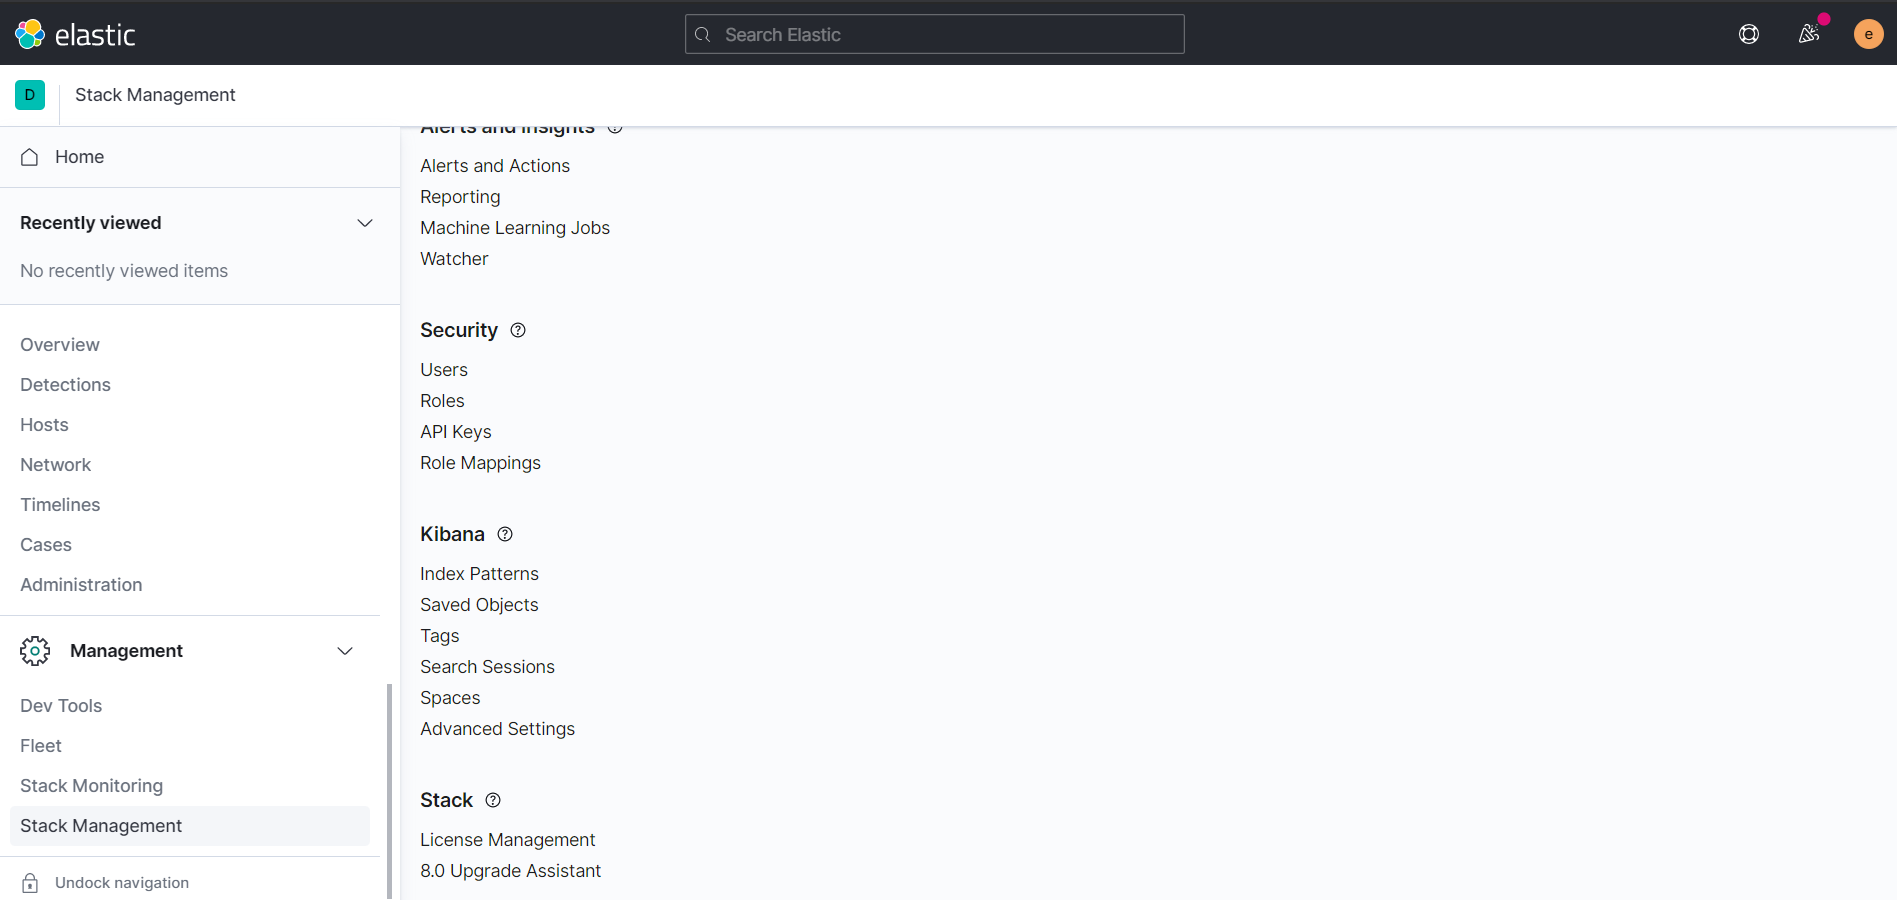 elastic
Search Elastic
e
D
Stack Management
Home
Recently viewed
No recently viewed items
Overview
Detections
Hosts
Network
Timelines
Cases
Administration
Management
Dev Tools
Fleet
Stack Monitoring
Stack Management
Undock navigation
Alerts and Insights
Alerts and Actions
Reporting
Machine Learning Jobs
Watcher
Security
Users
Roles
API Keys
Role Mappings
Kibana
Index Patterns
Saved Objects
Tags
Search Sessions
Spaces
Advanced Settings
Stack
License Management
8.0 Upgrade Assistant